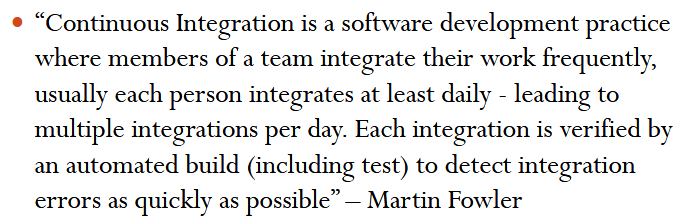 • “Continuous Integration is a software development practice
where members of a team integrate their work frequently,
usually each person integrates at least daily - leading to
multiple integrations per day. Each integration is verified by
an automated build (including test) to detect integration
errors as quickly as possible” – Martin Fowler